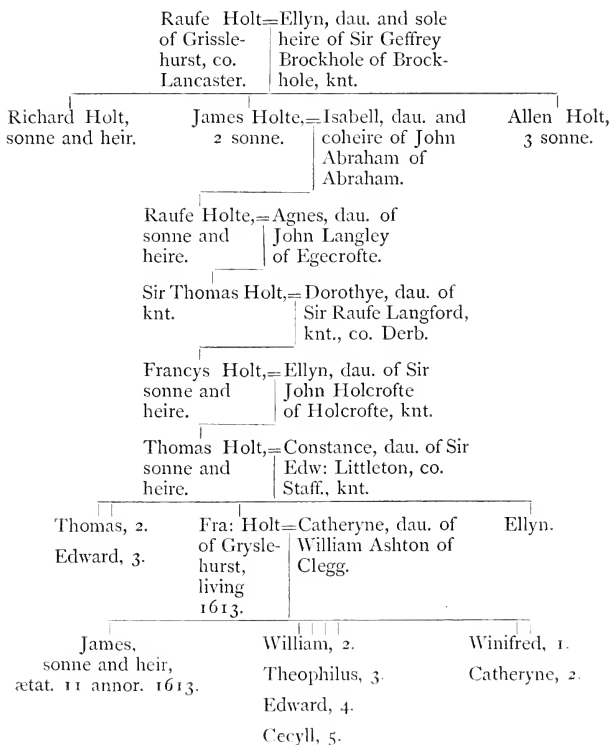 Raufe Holt=Ellyn, dau. and sole
of Grissle- heire of Sir Geffrey
hurst, co. Brockhole of Brock-
Lancaster. hole, knt.
Richard Holt, James Holte,=Isabell, dau. and Allen Holt,
sonne and heir. 2 sonne. coheire of John 3 sonne.
Abraham of
Abraham.
Raufe Holte,=Agnes, dau. of
sonne and John Langley
heire. of Egecrofte.
Sir Thomas Holt,=Dorothye, dau. of
knt. Sir Raufe Langford,
knt., co. Derb.
Francys Holt,=Ellyn, dau. of Sir
sonne and John Holcrofte
heire. of Holcrofte, knt.
Thomas Holt,=Constance, dau. of Sir
sonne and Edw: Littleton, co.
heire. Staff., knt.
Thomas, 2. Fra: Holt=Catheryne, dau. of Ellyn.
Edward, 3. of Grysle- William Ashton of
hurst, Clegg.
living
1613.
James, William, 2. Winifred, 1.
sonne and heir, Theophilus, 3. Catheryne, 2.
ætat. 11 annor. 1613. Edward, 4.
Cecyll, 5.